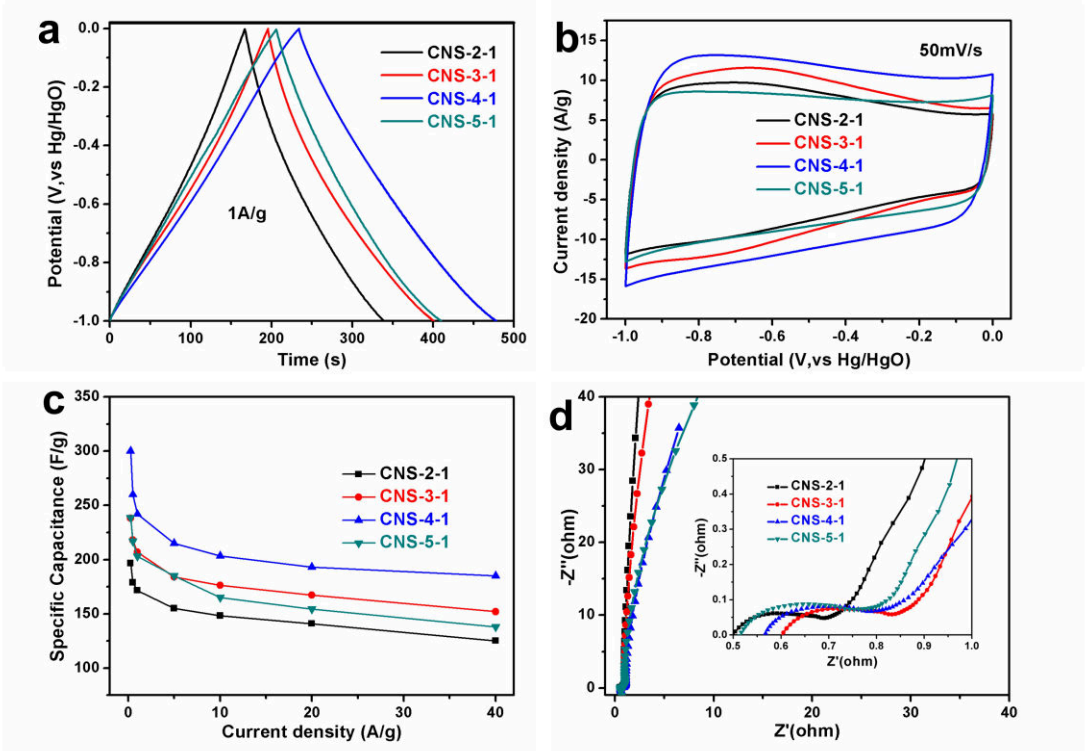 a
0.0
-0.2
-0.4
-0.6
-0.8
-1.0
Potential (V,vs Hg/HgO)
CNS-2-1
CNS-3-1
CNS-4-1
CNS-5-1
1A/g
0
100
200
300
400
500
Time (s)
b
15
10
5
0
-5
-10
-15
-20
Current density (A/g)
50mV/s
CNS-2-1
CNS-3-1
CNS-4-1
CNS-5-1
-1.0
-0.8
-0.6
-0.4
-0.2
0.0
Potential (V,vs Hg/HgO)
c
350
300
250
200
150
100
Specific Capacitance (F/g)
CNS-2-1
CNS-3-1
CNS-4-1
CNS-5-1
0
10
20
30
40
Current density (A/g)
d
40
30
20
10
0
-Z''(ohm)
0.5
0.4
0.3
0.2
0.1
0.0
-Z''(ohm)
CNS-2-1
CNS-3-1
CNS-4-1
CNS-5-1
0.5
0.6
0.7
0.8
0.9
1.0
Z'(ohm)
0
10
20
30
40
Z'(ohm)